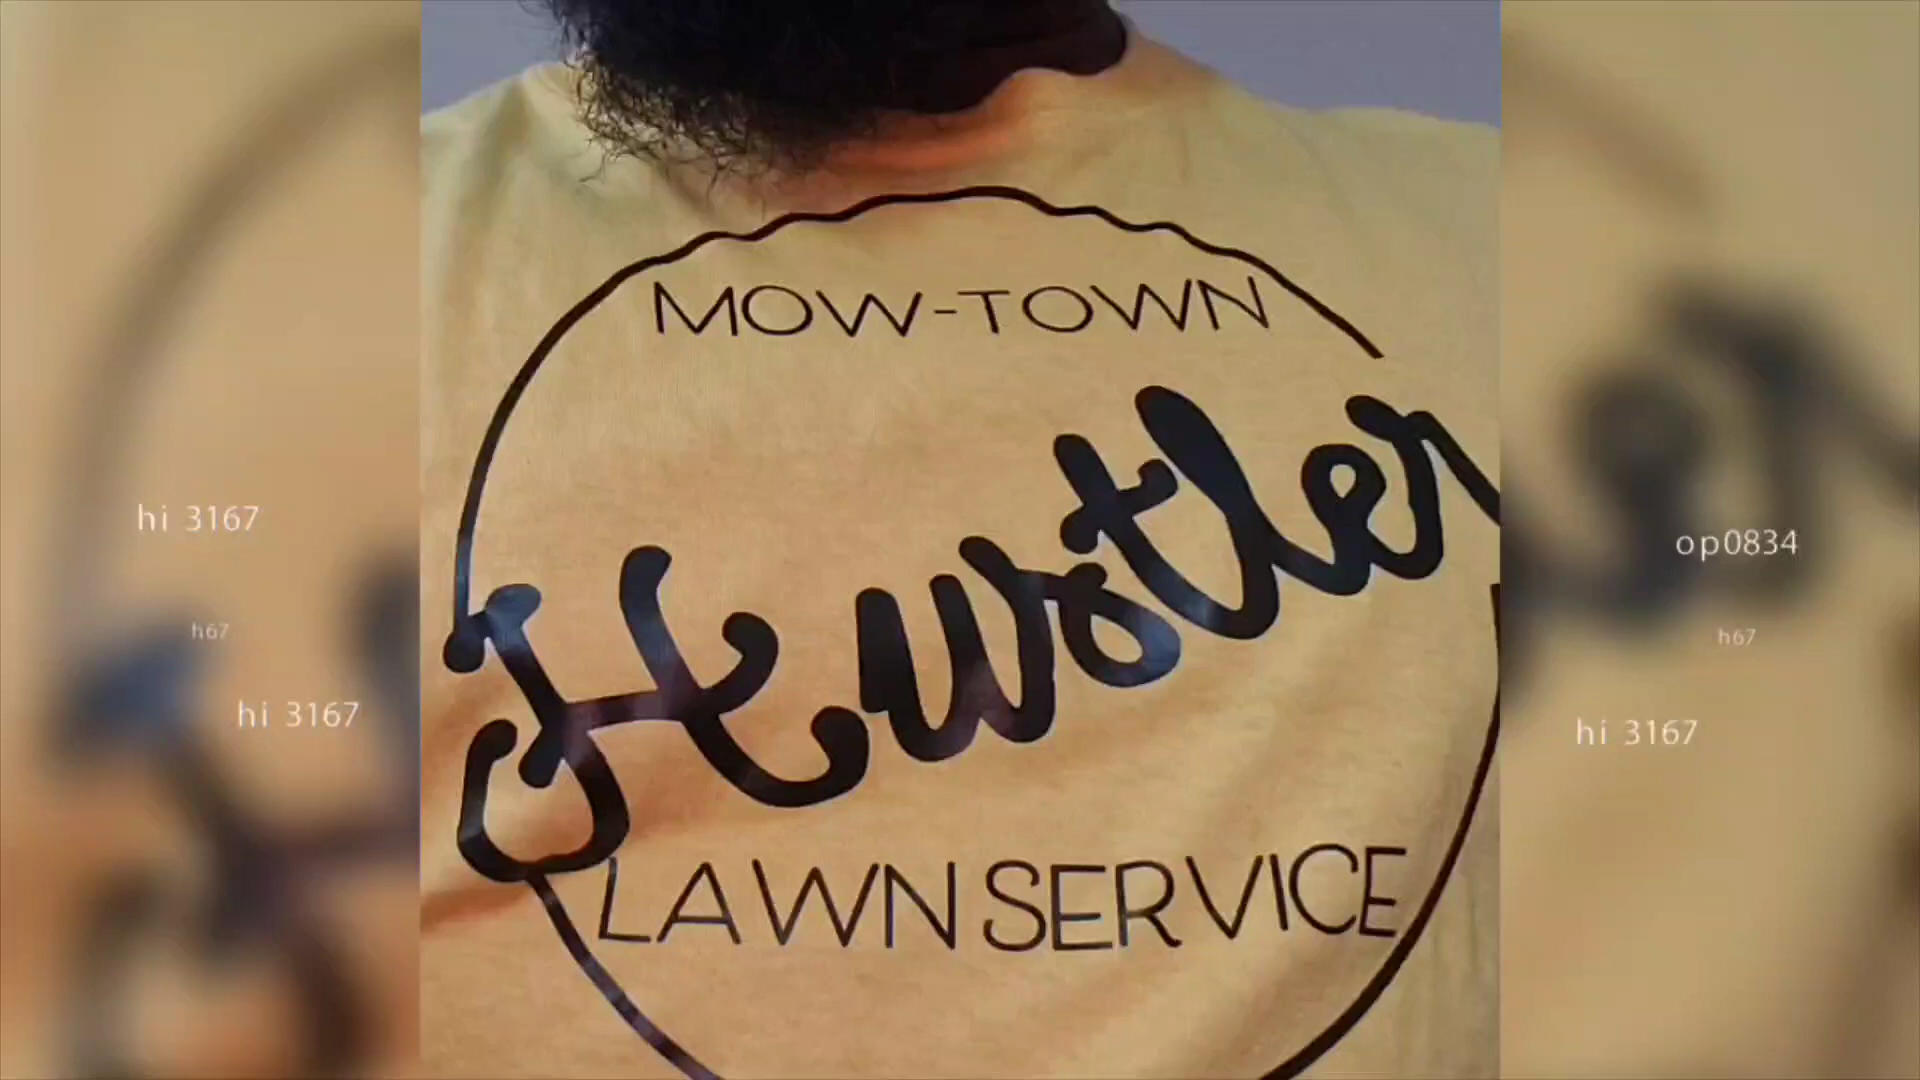 MOW-TOWN
Hustler
LAWN SERVICE
hi 3167
h67
hi 3167
op0834
h67
hi 3167